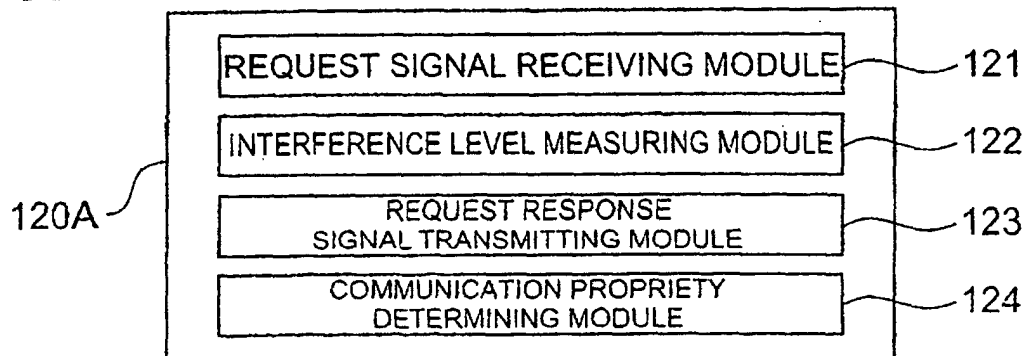 REQUEST SIGNAL RECEIVING MODULE 121
INTERFERENCE LEVEL MEASURING MODULE 122
120A
REQUEST RESPONSE
SIGNAL TRANSMITTING MODULE 123
COMMUNICATION PROPRIETY
DETERMINING MODULE 124